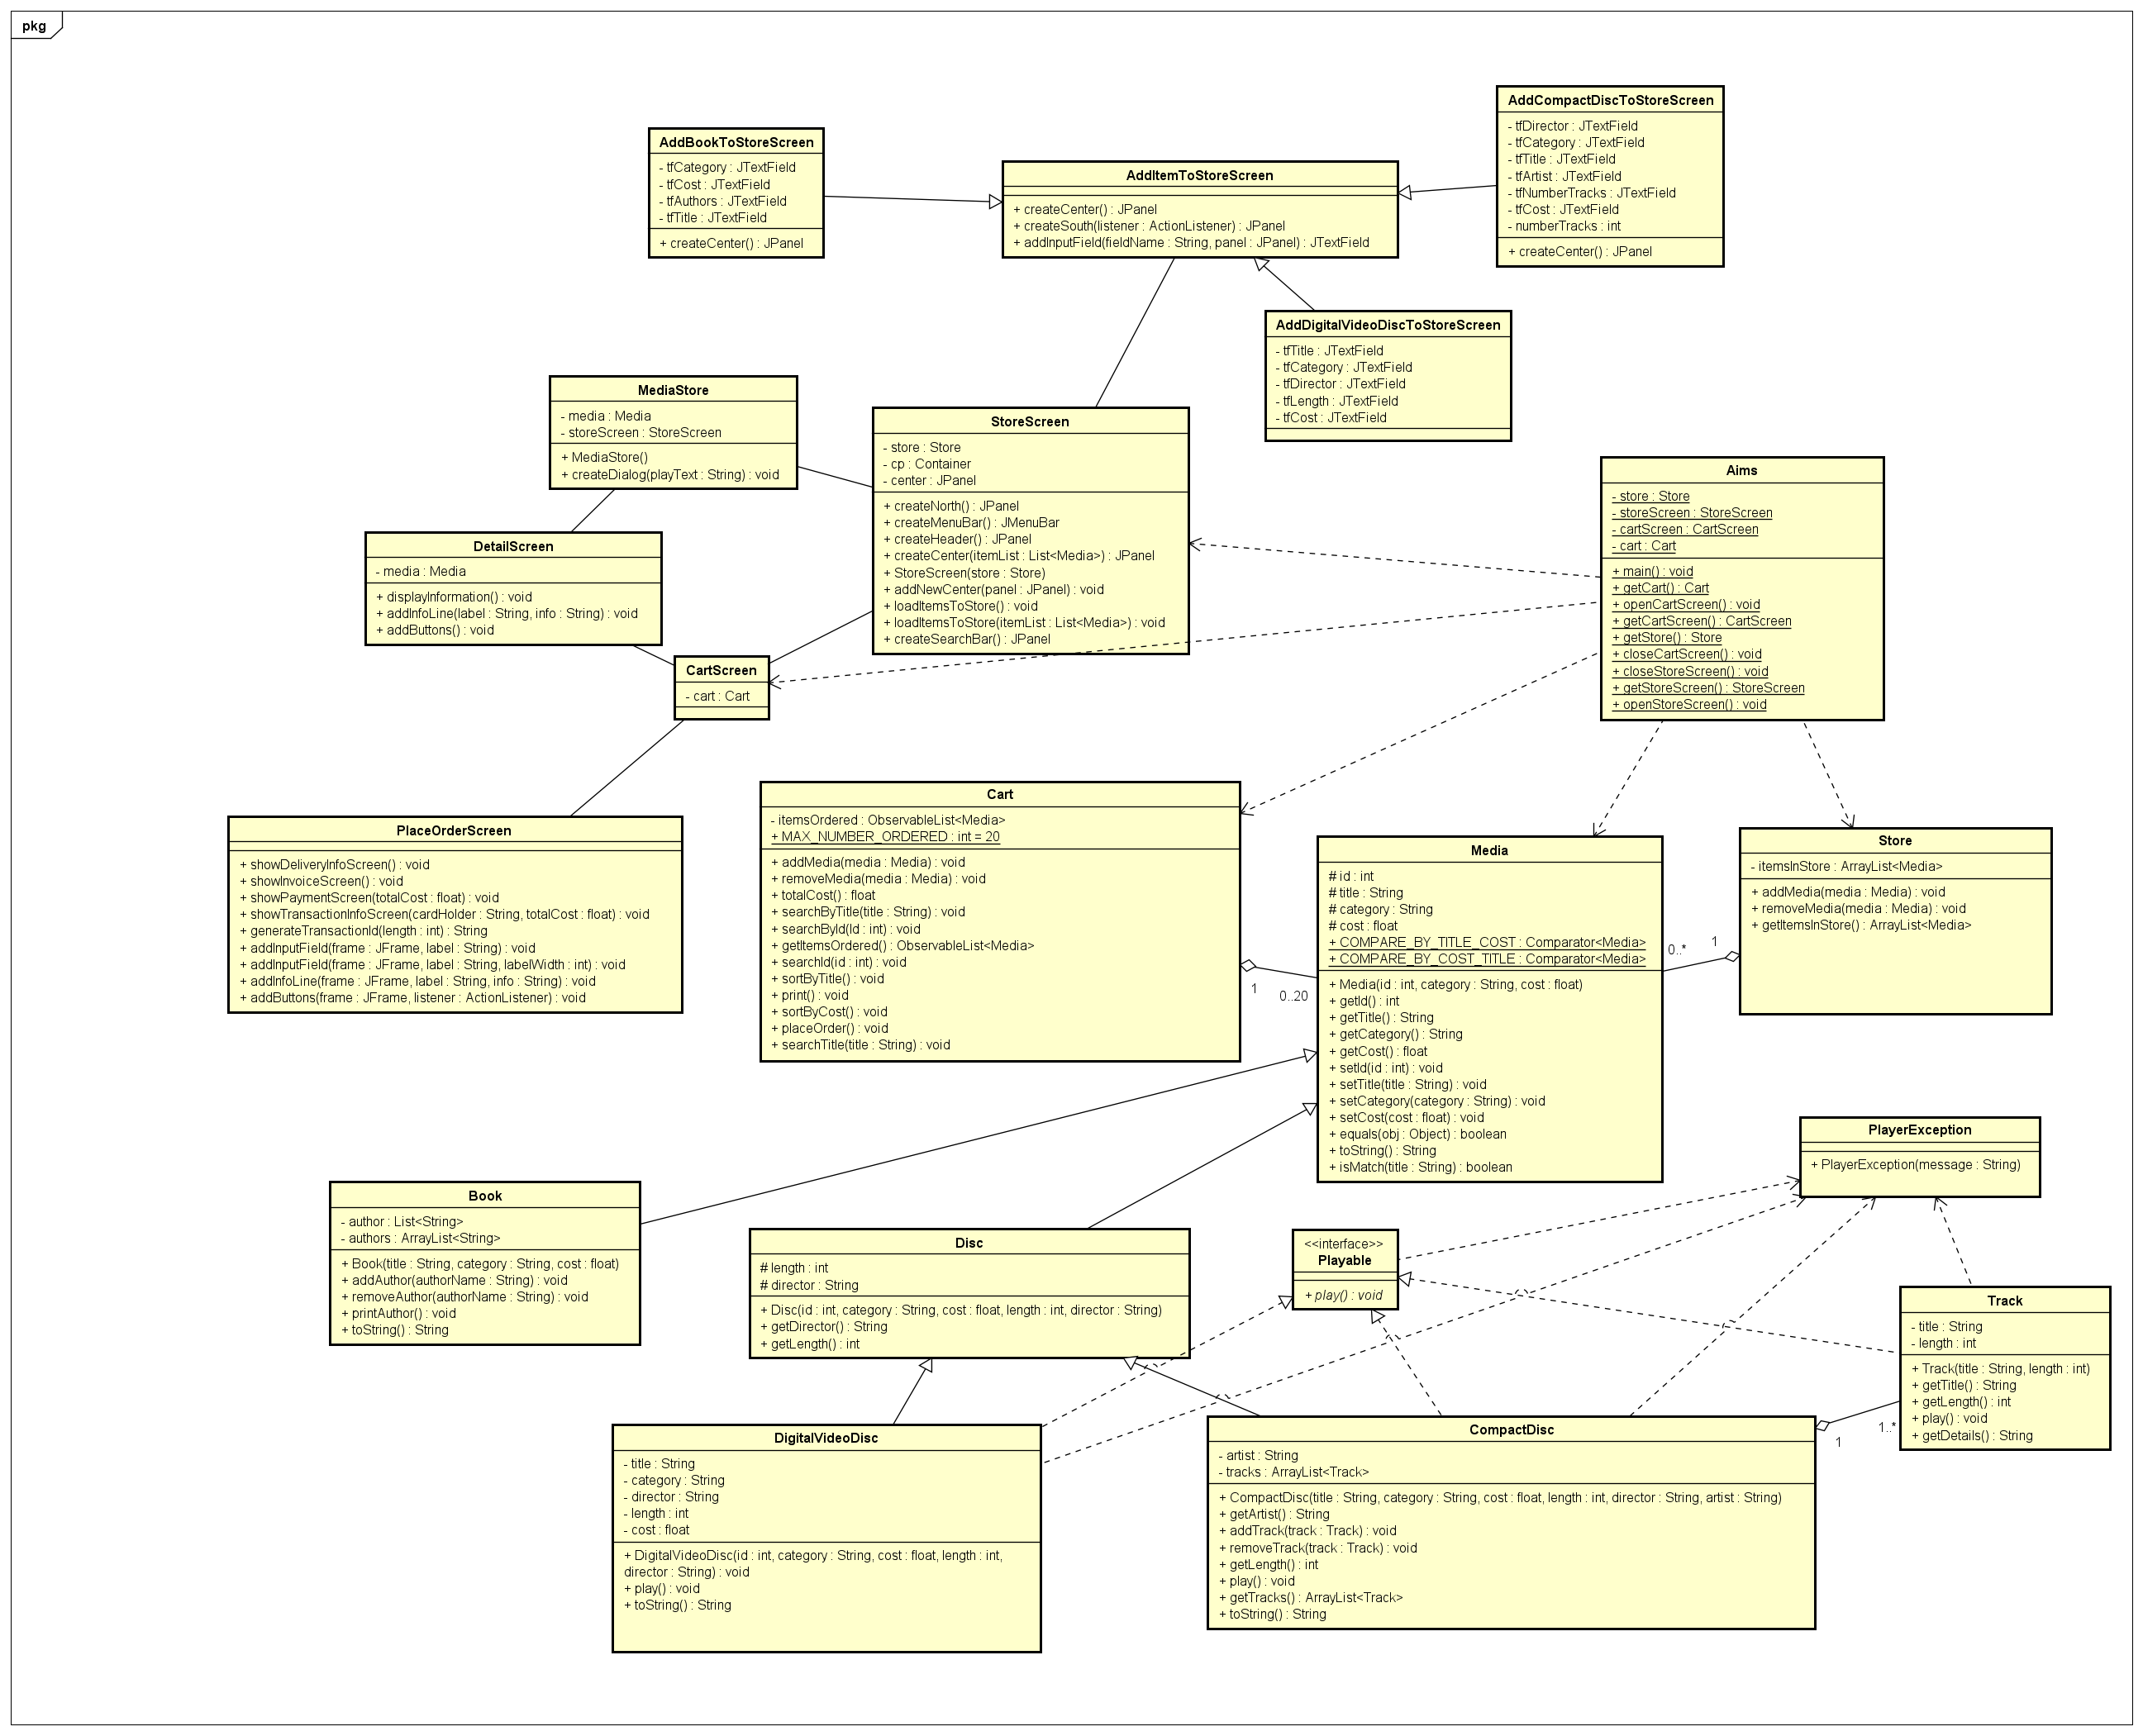 pkg
AddBookToStoreScreen
- tfCategory : JTextField
- tfCost : JTextField
- tfAuthors : JTextField
- tfTitle : JTextField
+ createCenter() : JPanel
AddItemToStoreScreen
+ createCenter() : JPanel
+ createSouth(listener : ActionListener) : JPanel
+ addInputField(fieldName : String, panel : JPanel) : JTextField
AddCompactDiscToStoreScreen
- tfDirector : JTextField
- tfCategory : JTextField
- tfTitle : JTextField
- tfArtist : JTextField
- tfNumberTracks : JTextField
- tfCost : JTextField
- numberTracks : int
+ createCenter() : JPanel
AddDigitalVideoDiscToStoreScreen
- tfTitle : JTextField
- tfCategory : JTextField
- tfDirector : JTextField
- tfLength : JTextField
- tfCost : JTextField
MediaStore
- media : Media
- storeScreen : StoreScreen
+ MediaStore()
+ createDialog(playText : String) : void
StoreScreen
- store : Store
- cp : Container
- center : JPanel
+ createNorth() : JPanel
+ createMenuBar() : JMenuBar
+ createHeader() : JPanel
+ createCenter(itemList : List<Media>) : JPanel
+ StoreScreen(store : Store)
+ addNewCenter(panel : JPanel) : void
+ loadItemsToStore() : void
+ loadItemsToStore(itemList : List<Media>) : void
+ createSearchBar() : JPanel
Aims
- store : Store
- storeScreen : StoreScreen
- cartScreen : CartScreen
- cart : Cart
+ main() : void
+ getCart() : Cart
+ openCartScreen() : void
+ getCartScreen() : CartScreen
+ getStore() : Store
+ closeCartScreen() : void
+ closeStoreScreen() : void
+ getStoreScreen() : StoreScreen
+ openStoreScreen() : void
DetailScreen
- media : Media
+ displayInformation() : void
+ addInfoLine(label : String, info : String) : void
+ addButtons() : void
CartScreen
- cart : Cart
PlaceOrderScreen
+ showDeliveryInfoScreen() : void
+ showInvoiceScreen() : void
+ showPaymentScreen(totalCost : float) : void
+ showTransactionInfoScreen(cardHolder : String, totalCost : float) : void
+ generateTransactionId(length : int) : String
+ addInputField(frame : JFrame, label : String) : void
+ addInputField(frame : JFrame, label : String, labelWidth : int) : void
+ addInfoLine(frame : JFrame, label : String, info : String) : void
+ addButtons(frame : JFrame, listener : ActionListener) : void
Cart
- itemsOrdered : ObservableList<Media>
+ MAX_NUMBER_ORDERED : int = 20
+ addMedia(media : Media) : void
+ removeMedia(media : Media) : void
+ totalCost() : float
+ searchByTitle(title : String) : void
+ searchById(Id : int) : void
+ getItemsOrdered() : ObservableList<Media>
+ searchId(id : int) : void
+ sortByTitle() : void
+ print() : void
+ sortByCost() : void
+ placeOrder() : void
+ searchTitle(title : String) : void
1
0..20
Media
# id : int
# title : String
# category : String
# cost : float
+ COMPARE_BY_TITLE_COST : Comparator<Media>
+ COMPARE_BY_COST_TITLE : Comparator<Media>
+ Media(id : int, category : String, cost : float)
+ getId() : int
+ getTitle() : String
+ getCategory() : String
+ getCost() : float
+ setId(id : int) : void
+ setTitle(title : String) : void
+ setCategory(category : String) : void
+ setCost(cost : float) : void
+ equals(obj : Object) : boolean
+ toString() : String
+ isMatch(title : String) : boolean
0..*
1
Store
- itemsInStore : ArrayList<Media>
+ addMedia(media : Media) : void
+ removeMedia(media : Media) : void
+ getItemsInStore() : ArrayList<Media>
PlayerException
+ PlayerException(message : String)
Book
- author : List<String>
- authors : ArrayList<String>
+ Book(title : String, category : String, cost : float)
+ addAuthor(authorName : String) : void
+ removeAuthor(authorName : String) : void
+ printAuthor() : void
+ toString() : String
Disc
# length : int
# director : String
+ Disc(id : int, category : String, cost : float, length : int, director : String)
+ getDirector() : String
+ getLength() : int
<<interface>>
Playable
+ play() : void
Track
- title : String
- length : int
+ Track(title : String, length : int)
+ getTitle() : String
+ getLength() : int
+ play() : void
+ getDetails() : String
1
1..*
DigitalVideoDisc
- title : String
- category : String
- director : String
- length : int
- cost : float
+ DigitalVideoDisc(id : int, category : String, cost : float, length : int,
director : String) : void
+ play() : void
+ toString() : String
CompactDisc
- artist : String
- tracks : ArrayList<Track>
+ CompactDisc(title : String, category : String, cost : float, length : int, director : String, artist : String)
+ getArtist() : String
+ addTrack(track : Track) : void
+ removeTrack(track : Track) : void
+ getLength() : int
+ play() : void
+ getTracks() : ArrayList<Track>
+ toString() : String